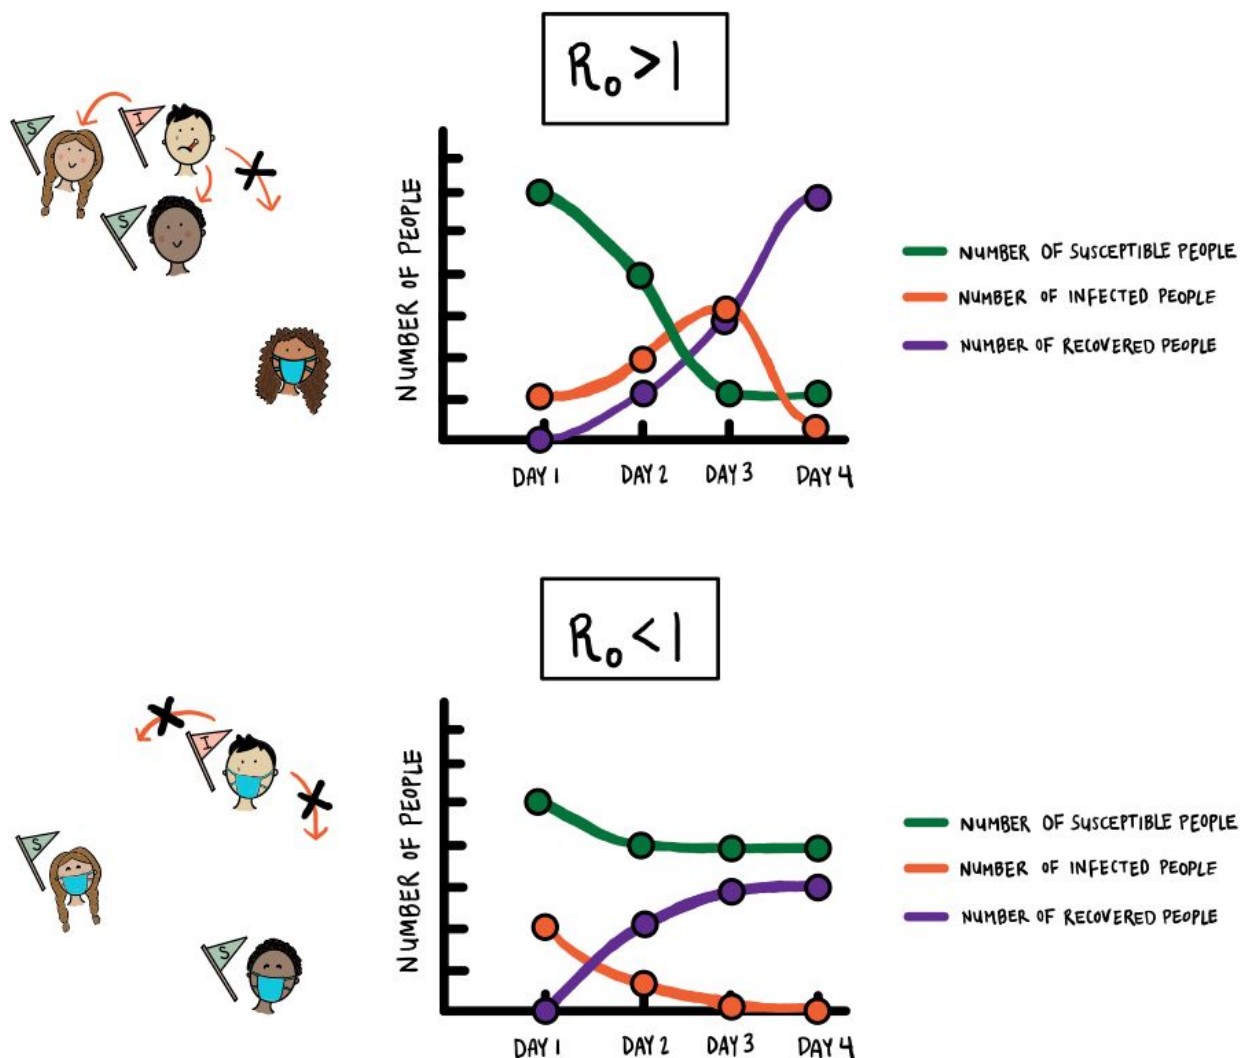 R₀ > 1
S
I
S
NUMBER OF PEOPLE
DAY 1
DAY 2
DAY 3
DAY 4
NUMBER OF SUSCEPTIBLE PEOPLE
NUMBER OF INFECTED PEOPLE
NUMBER OF RECOVERED PEOPLE
R₀ < 1
I
S
S
NUMBER OF PEOPLE
DAY 1
DAY 2
DAY 3
DAY 4
NUMBER OF SUSCEPTIBLE PEOPLE
NUMBER OF INFECTED PEOPLE
NUMBER OF RECOVERED PEOPLE